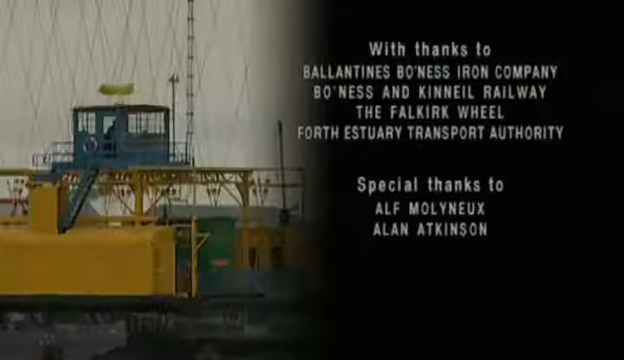 With thanks to
BALLANTINES BO'NESS IRON COMPANY
BO'NESS AND KINNEIL RAILWAY
THE FALKIRK WHEEL
FORTH ESTUARY TRANSPORT AUTHORITY
Special thanks to
ALF MOLYNEUX
ALAN ATKINSON